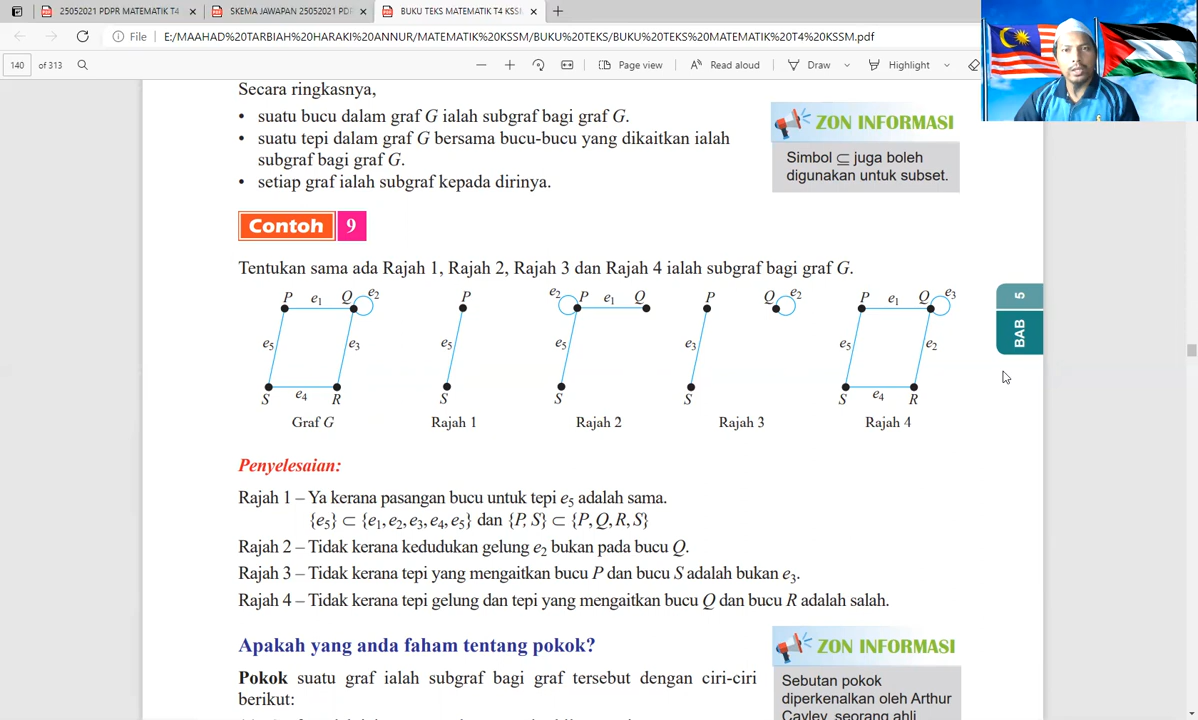 25052021 PDPR MATEMATIK T4
SKEMA JAWAPAN 25052021 PDF
BUKU TEKS MATEMATIK T4 KSS
File E:/MAAHAD%20TARBIAH%20HARAKI%20ANNUR/MATEMATIK%20KSSM/BUKU%20TEKS/BUKU%20TEKS%20MATEMATIK%20T4%20KSSM.pdf
140 of 313 Page view Read aloud Draw Highlight
Secara ringkasnya,
• suatu bucu dalam graf G ialah subgraf bagi graf G.
• suatu tepi dalam graf G bersama bucu-bucu yang dikaitkan ialah
subgraf bagi graf G.
• setiap graf ialah subgraf kepada dirinya.
ZON INFORMASI
Simbol ⊆ juga boleh
digunakan untuk subset.
Contoh 9
Tentukan sama ada Rajah 1, Rajah 2, Rajah 3 dan Rajah 4 ialah subgraf bagi graf G.
P e₁ Q e₂
e₅ e₃
S e₄ R
Graf G
P
e₅
S
Rajah 1
e₂ P e₁ Q
e₅
S
Rajah 2
P Q e₂
e₃
S
Rajah 3
P e₁ Q e₃
e₅ e₂
S e₄ R
Rajah 4
BAB 5
Penyelesaian:
Rajah 1 – Ya kerana pasangan bucu untuk tepi e₅ adalah sama.
{e₅} ⊂ {e₁, e₂, e₃, e₄, e₅} dan {P, S} ⊂ {P, Q, R, S}
Rajah 2 – Tidak kerana kedudukan gelung e₂ bukan pada bucu Q.
Rajah 3 – Tidak kerana tepi yang mengaitkan bucu P dan bucu S adalah bukan e₃.
Rajah 4 – Tidak kerana tepi gelung dan tepi yang mengaitkan bucu Q dan bucu R adalah salah.
Apakah yang anda faham tentang pokok?
Pokok suatu graf ialah subgraf bagi graf tersebut dengan ciri-ciri
berikut:
ZON INFORMASI
Sebutan pokok
diperkenalkan oleh Arthur
Cayley, seorang ahli